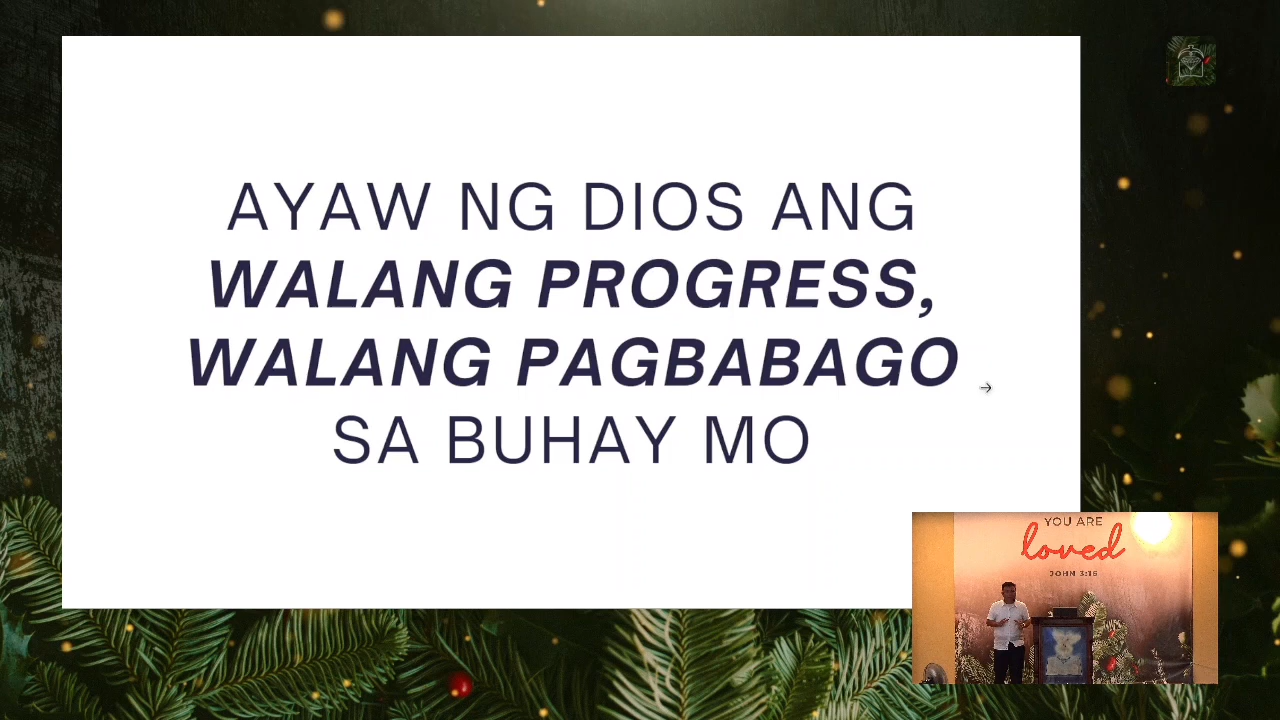 AYAW NG DIOS ANG
WALANG PROGRESS,
WALANG PAGBABAGO
SA BUHAY MO
YOU ARE
loved
JOHN 3:16